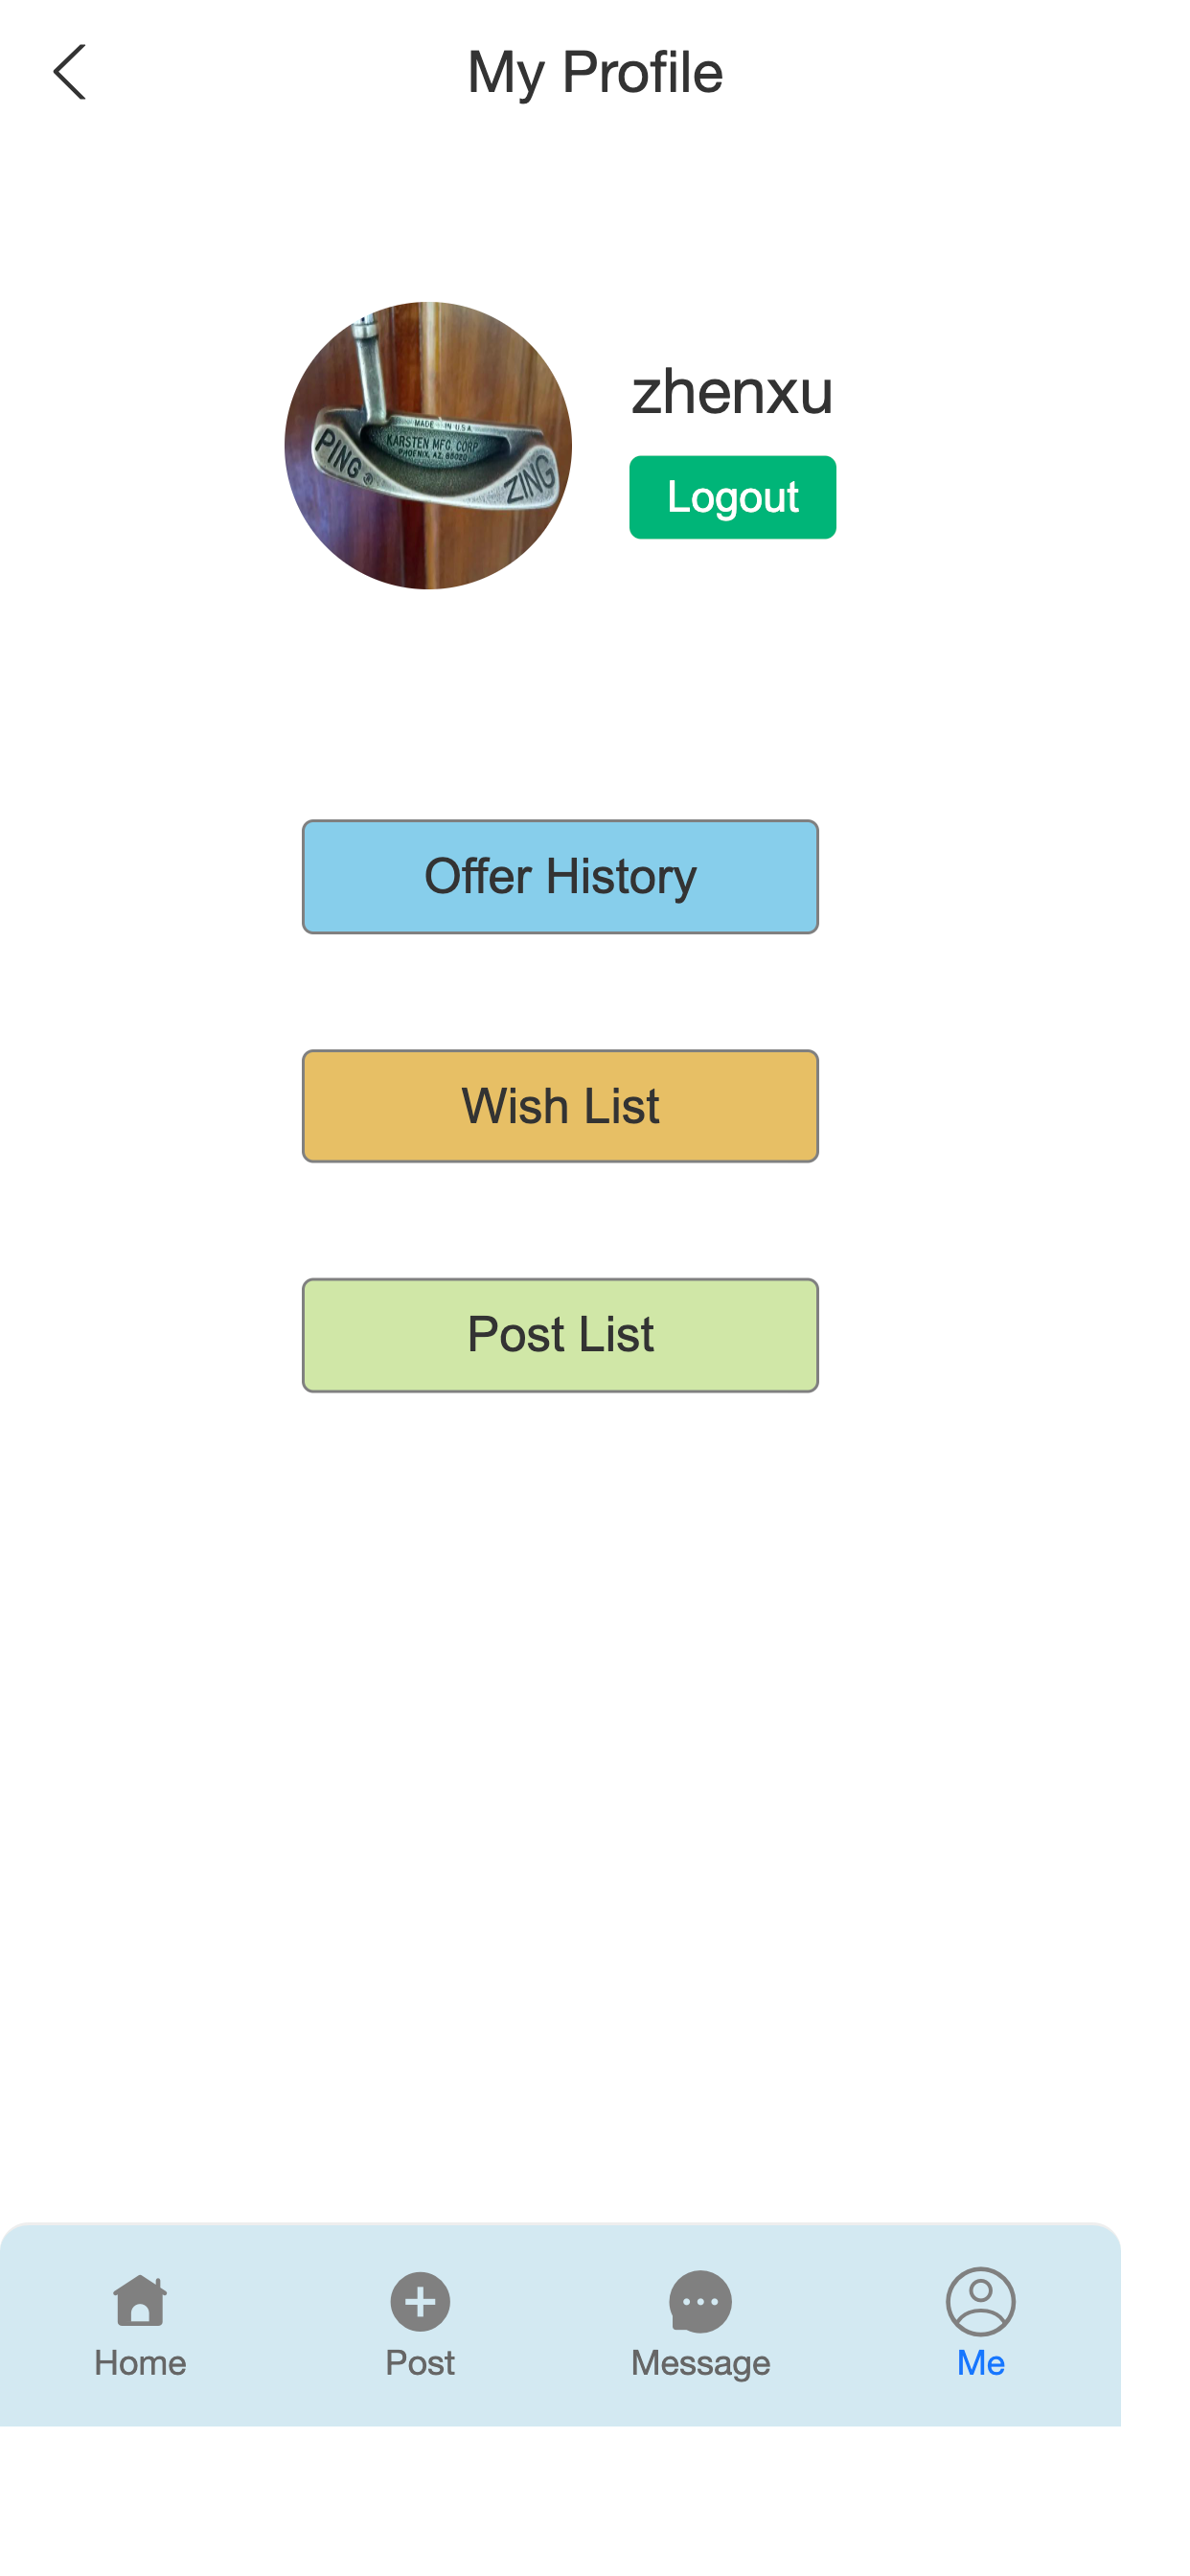 My Profile
MADE IN U.S.A.
KARSTEN MFG. CORP.
PHOENIX, AZ. 85020
PING ®
ZING
zhenxu
Logout
Offer History
Wish List
Post List
Home
Post
Message
Me